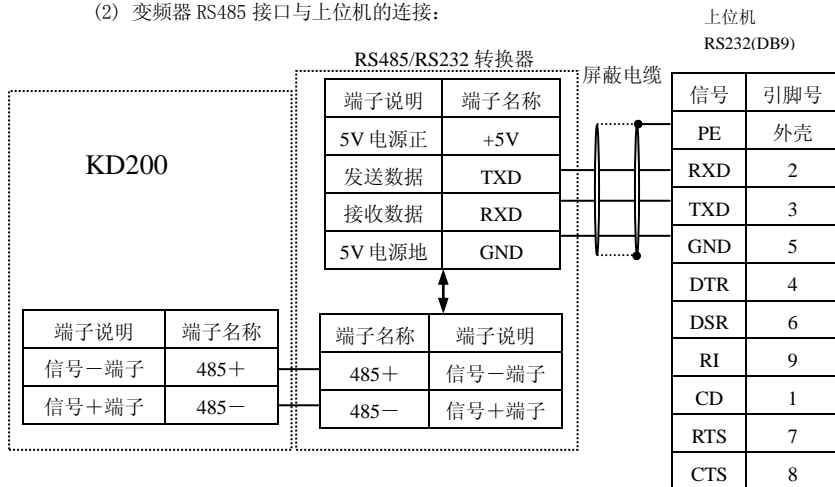 (2) 变频器 RS485 接口与上位机的连接：
上位机
RS232(DB9)
RS485/RS232 转换器
屏蔽电缆
端子说明 端子名称
5V 电源正 +5V
发送数据 TXD
接收数据 RXD
5V 电源地 GND
KD200
端子说明 端子名称
信号－端子 485＋
信号＋端子 485－
端子名称 端子说明
485＋ 信号－端子
485－ 信号＋端子
信号 引脚号
PE 外壳
RXD 2
TXD 3
GND 5
DTR 4
DSR 6
RI 9
CD 1
RTS 7
CTS 8